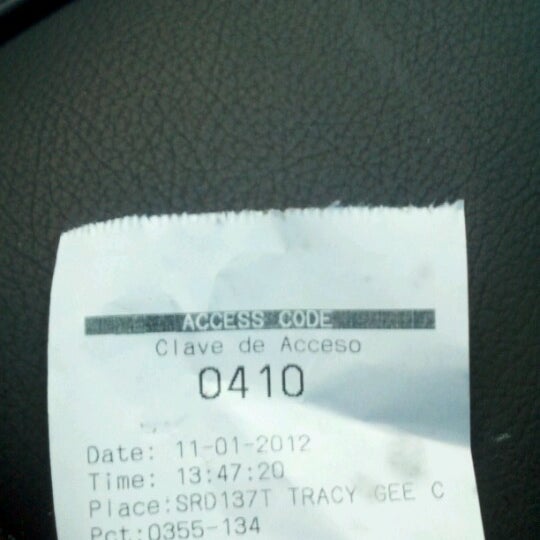 ACCESS CODE
Clave de Acceso
0410
Date: 11-01-2012
Time: 13:47:20
Place:SRD137T TRACY GEE C
Pct:0355-134